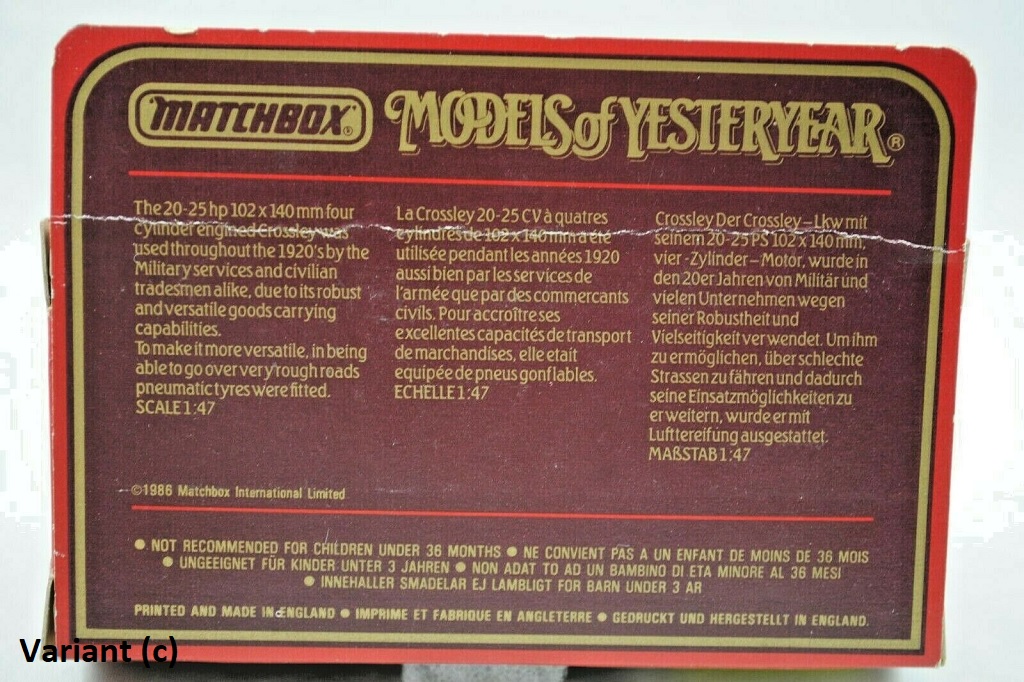 MATCHBOX®
MODELS of YESTERYEAR®
The 20-25 hp 102 x 140 mm four
cylinder engined Crossley was
used throughout the 1920's by the
Military services and civilian
tradesmen alike, due to its robust
and versatile goods carrying
capabilities.
To make it more versatile, in being
able to go over very rough roads
pneumatic tyres were fitted.
SCALE 1:47
La Crossley 20-25 CV à quatres
cylindres de 102 x 140 mm a été
utilisée pendant les années 1920
aussi bien par les services de
l'armée que par des commercants
civils. Pour accroître ses
excellentes capacités de transport
de marchandises, elle etait
equipée de pneus gonflables.
ECHELLE 1:47
Crossley Der Crossley – Lkw mit
seinem 20-25 PS 102 x 140 mm,
vier - Zylinder – Motor, wurde in
den 20er Jahren von Militär und
vielen Unternehmen wegen
seiner Robustheit und
Vielseitigkeit verwendet. Um ihm
zu ermöglichen, über schlechte
Strassen zu fähren und dadurch
seine Einsatzmöglichkeiten zu
erweitern, wurde er mit
Lufttereifung ausgestattet.
MAßSTAB 1:47
©1986 Matchbox International Limited
● NOT RECOMMENDED FOR CHILDREN UNDER 36 MONTHS ● NE CONVIENT PAS A UN ENFANT DE MOINS DE 36 MOIS
● UNGEEIGNET FÜR KINDER UNTER 3 JAHREN ● NON ADAT TO AD UN BAMBINO DI ETA MINORE AL 36 MESI
● INNEHALLER SMADELAR EJ LAMBLIGT FOR BARN UNDER 3 AR
PRINTED AND MADE IN ENGLAND ● IMPRIME ET FABRIQUE EN ANGLETERRE ● GEDRUCKT UND HERGESTELLT IN ENGLAND.
Variant (c)